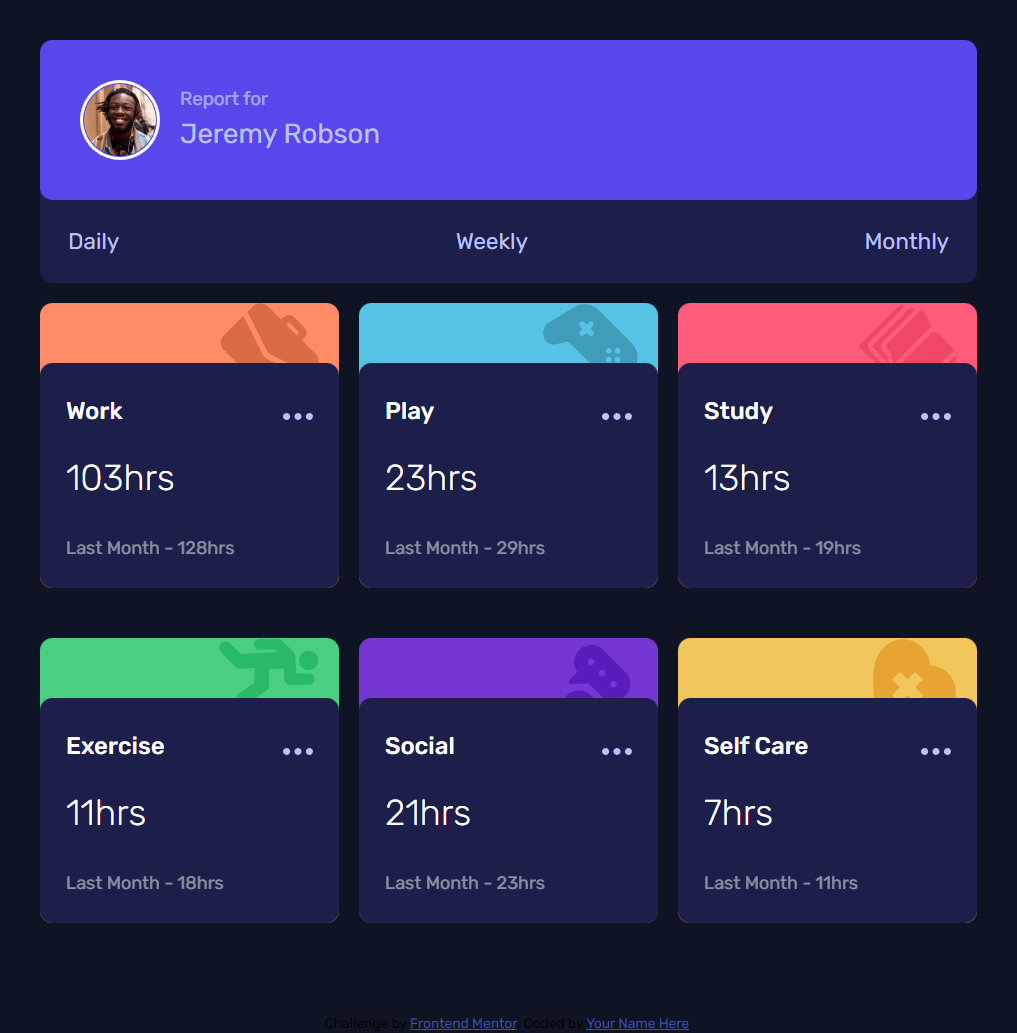 Report for
Jeremy Robson
Daily Weekly Monthly
Work
103hrs
Last Month - 128hrs
Play
23hrs
Last Month - 29hrs
Study
13hrs
Last Month - 19hrs
Exercise
11hrs
Last Month - 18hrs
Social
21hrs
Last Month - 23hrs
Self Care
7hrs
Last Month - 11hrs
Challenge by Frontend Mentor. Coded by Your Name Here